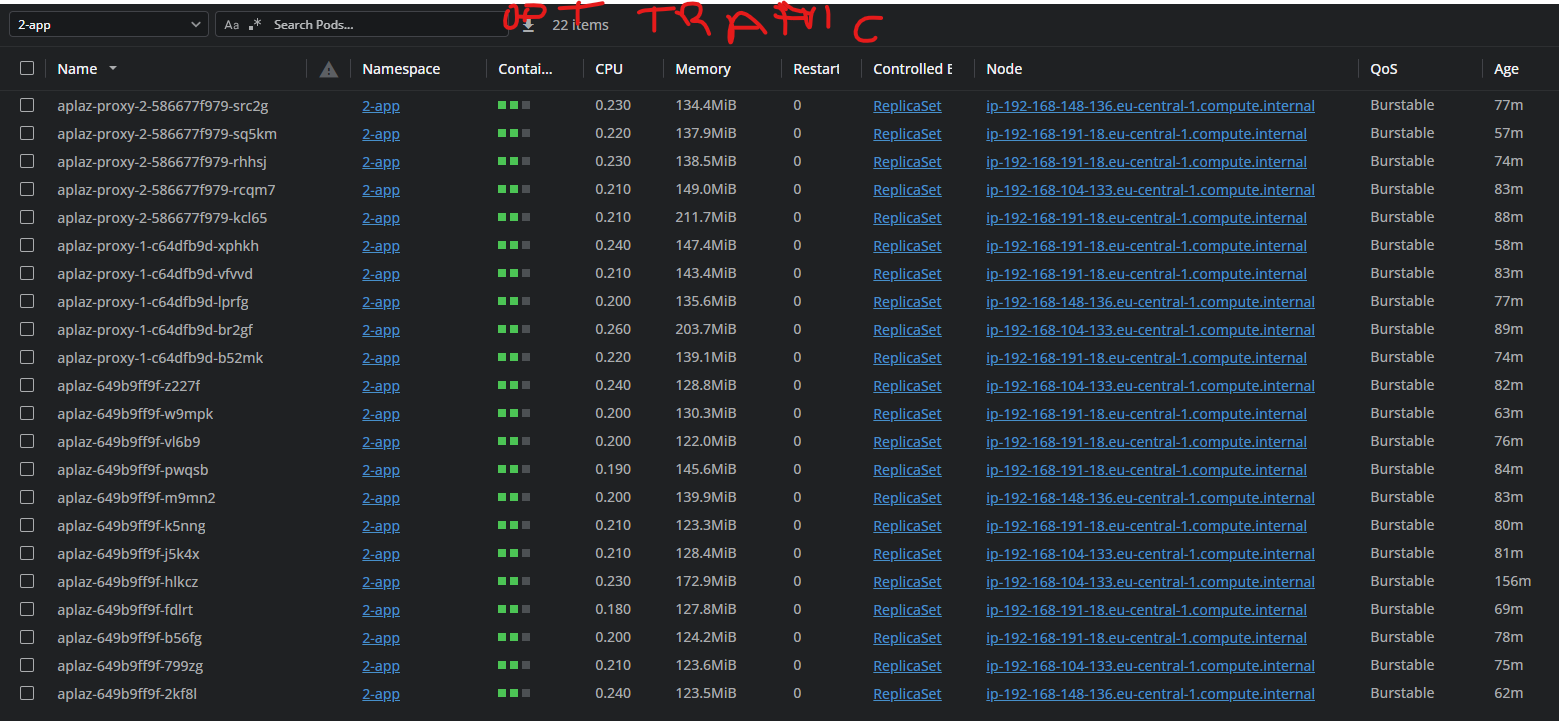 OPT TRAFIC
2-app Aa .* Search Pods... 22 items
Name Namespace Contai... CPU Memory Restart Controlled B Node QoS Age
aplaz-proxy-2-586677f979-src2g 2-app 0.230 134.4MiB 0 ReplicaSet ip-192-168-148-136.eu-central-1.compute.internal Burstable 77m
aplaz-proxy-2-586677f979-sq5km 2-app 0.220 137.9MiB 0 ReplicaSet ip-192-168-191-18.eu-central-1.compute.internal Burstable 57m
aplaz-proxy-2-586677f979-rhhsj 2-app 0.230 138.5MiB 0 ReplicaSet ip-192-168-191-18.eu-central-1.compute.internal Burstable 74m
aplaz-proxy-2-586677f979-rcqm7 2-app 0.210 149.0MiB 0 ReplicaSet ip-192-168-104-133.eu-central-1.compute.internal Burstable 83m
aplaz-proxy-2-586677f979-kcl65 2-app 0.210 211.7MiB 0 ReplicaSet ip-192-168-191-18.eu-central-1.compute.internal Burstable 88m
aplaz-proxy-1-c64dfb9d-xphkh 2-app 0.240 147.4MiB 0 ReplicaSet ip-192-168-191-18.eu-central-1.compute.internal Burstable 58m
aplaz-proxy-1-c64dfb9d-vfvvd 2-app 0.210 143.4MiB 0 ReplicaSet ip-192-168-191-18.eu-central-1.compute.internal Burstable 83m
aplaz-proxy-1-c64dfb9d-lprfg 2-app 0.200 135.6MiB 0 ReplicaSet ip-192-168-148-136.eu-central-1.compute.internal Burstable 77m
aplaz-proxy-1-c64dfb9d-br2gf 2-app 0.260 203.7MiB 0 ReplicaSet ip-192-168-104-133.eu-central-1.compute.internal Burstable 89m
aplaz-proxy-1-c64dfb9d-b52mk 2-app 0.220 139.1MiB 0 ReplicaSet ip-192-168-191-18.eu-central-1.compute.internal Burstable 74m
aplaz-649b9ff9f-z227f 2-app 0.240 128.8MiB 0 ReplicaSet ip-192-168-104-133.eu-central-1.compute.internal Burstable 82m
aplaz-649b9ff9f-w9mpk 2-app 0.200 130.3MiB 0 ReplicaSet ip-192-168-191-18.eu-central-1.compute.internal Burstable 63m
aplaz-649b9ff9f-vl6b9 2-app 0.200 122.0MiB 0 ReplicaSet ip-192-168-191-18.eu-central-1.compute.internal Burstable 76m
aplaz-649b9ff9f-pwqsb 2-app 0.190 145.6MiB 0 ReplicaSet ip-192-168-191-18.eu-central-1.compute.internal Burstable 84m
aplaz-649b9ff9f-m9mn2 2-app 0.200 139.9MiB 0 ReplicaSet ip-192-168-148-136.eu-central-1.compute.internal Burstable 83m
aplaz-649b9ff9f-k5nng 2-app 0.210 123.3MiB 0 ReplicaSet ip-192-168-191-18.eu-central-1.compute.internal Burstable 80m
aplaz-649b9ff9f-j5k4x 2-app 0.210 128.4MiB 0 ReplicaSet ip-192-168-104-133.eu-central-1.compute.internal Burstable 81m
aplaz-649b9ff9f-hlkcz 2-app 0.230 172.9MiB 0 ReplicaSet ip-192-168-104-133.eu-central-1.compute.internal Burstable 156m
aplaz-649b9ff9f-fdlrt 2-app 0.180 127.8MiB 0 ReplicaSet ip-192-168-191-18.eu-central-1.compute.internal Burstable 69m
aplaz-649b9ff9f-b56fg 2-app 0.200 124.2MiB 0 ReplicaSet ip-192-168-191-18.eu-central-1.compute.internal Burstable 78m
aplaz-649b9ff9f-799zg 2-app 0.210 123.6MiB 0 ReplicaSet ip-192-168-104-133.eu-central-1.compute.internal Burstable 75m
aplaz-649b9ff9f-2kf8l 2-app 0.240 123.5MiB 0 ReplicaSet ip-192-168-148-136.eu-central-1.compute.internal Burstable 62m